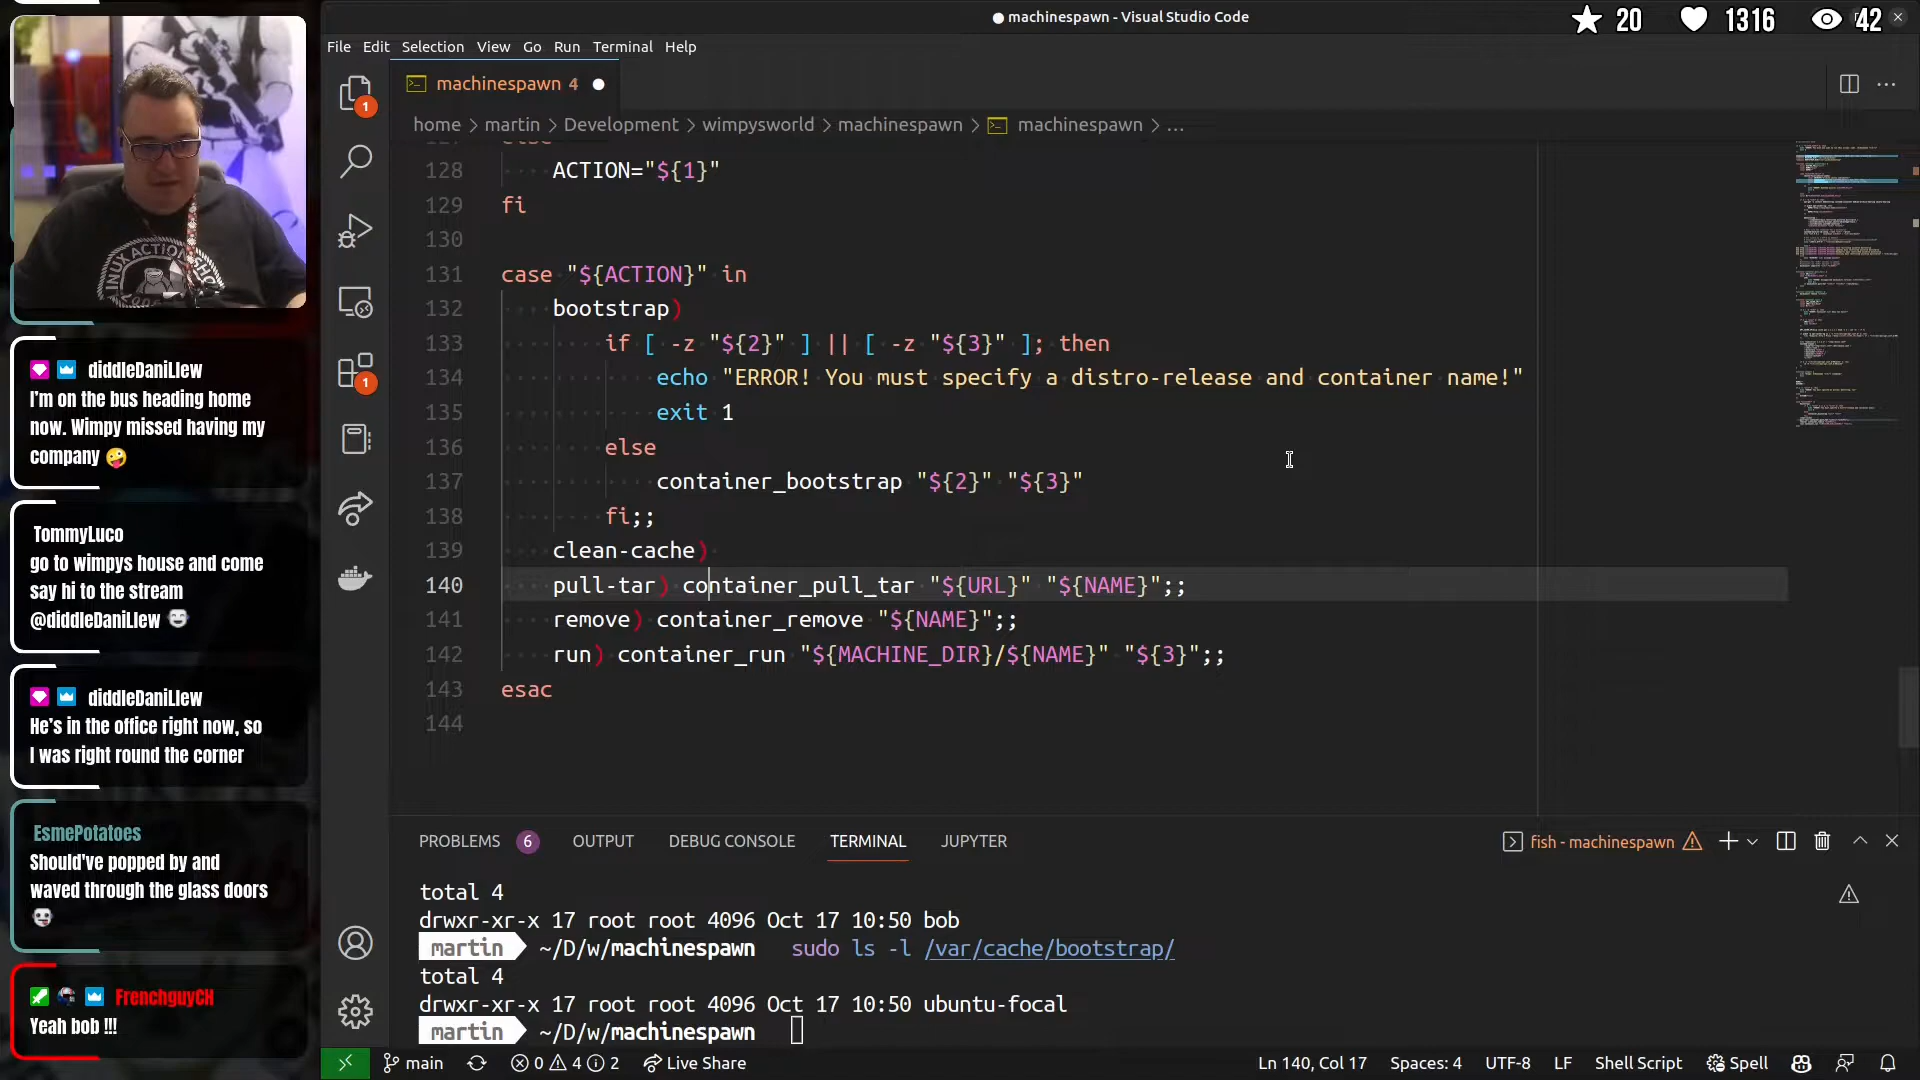 machinespawn - Visual Studio Code
20
1316
42
File Edit Selection View Go Run Terminal Help
machinespawn 4
home > martin > Development > wimpysworld > machinespawn > machinespawn > ...
128 ACTION="${1}"
129 fi
130
131 case "${ACTION}" in
132 bootstrap)
133 if [ -z "${2}" ] || [ -z "${3}" ]; then
134 echo "ERROR! You must specify a distro-release and container name!"
135 exit 1
136 else
137 container_bootstrap "${2}" "${3}"
138 fi;;
139 clean-cache)
140 pull-tar) container_pull_tar "${URL}" "${NAME}";;
141 remove) container_remove "${NAME}";;
142 run) container_run "${MACHINE_DIR}/${NAME}" "${3}";;
143 esac
144
1
1
PROBLEMS 6 OUTPUT DEBUG CONSOLE TERMINAL JUPYTER
fish - machinespawn
total 4
drwxr-xr-x 17 root root 4096 Oct 17 10:50 bob
martin ~/D/w/machinespawn sudo ls -l /var/cache/bootstrap/
total 4
drwxr-xr-x 17 root root 4096 Oct 17 10:50 ubuntu-focal
martin ~/D/w/machinespawn
main 0 4 2 Live Share
Ln 140, Col 17 Spaces: 4 UTF-8 LF Shell Script Spell
LINUX ACTION SHOW
diddleDaniLlew
I'm on the bus heading home
now. Wimpy missed having my
company 🤪
TommyLuco
go to wimpys house and come
say hi to the stream
@diddleDaniLlew
diddleDaniLlew
He's in the office right now, so
I was right round the corner
EsmePotatoes
Should've popped by and
waved through the glass doors
FrenchguyCH
Yeah bob !!!